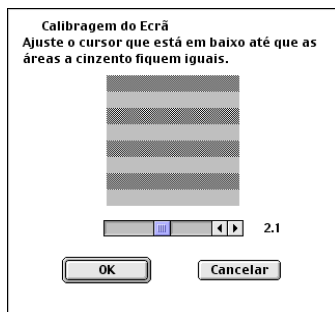 Calibragem do Ecrã
Ajuste o cursor que está em baixo até que as
áreas a cinzento fiquem iguais.
2.1
OK
Cancelar